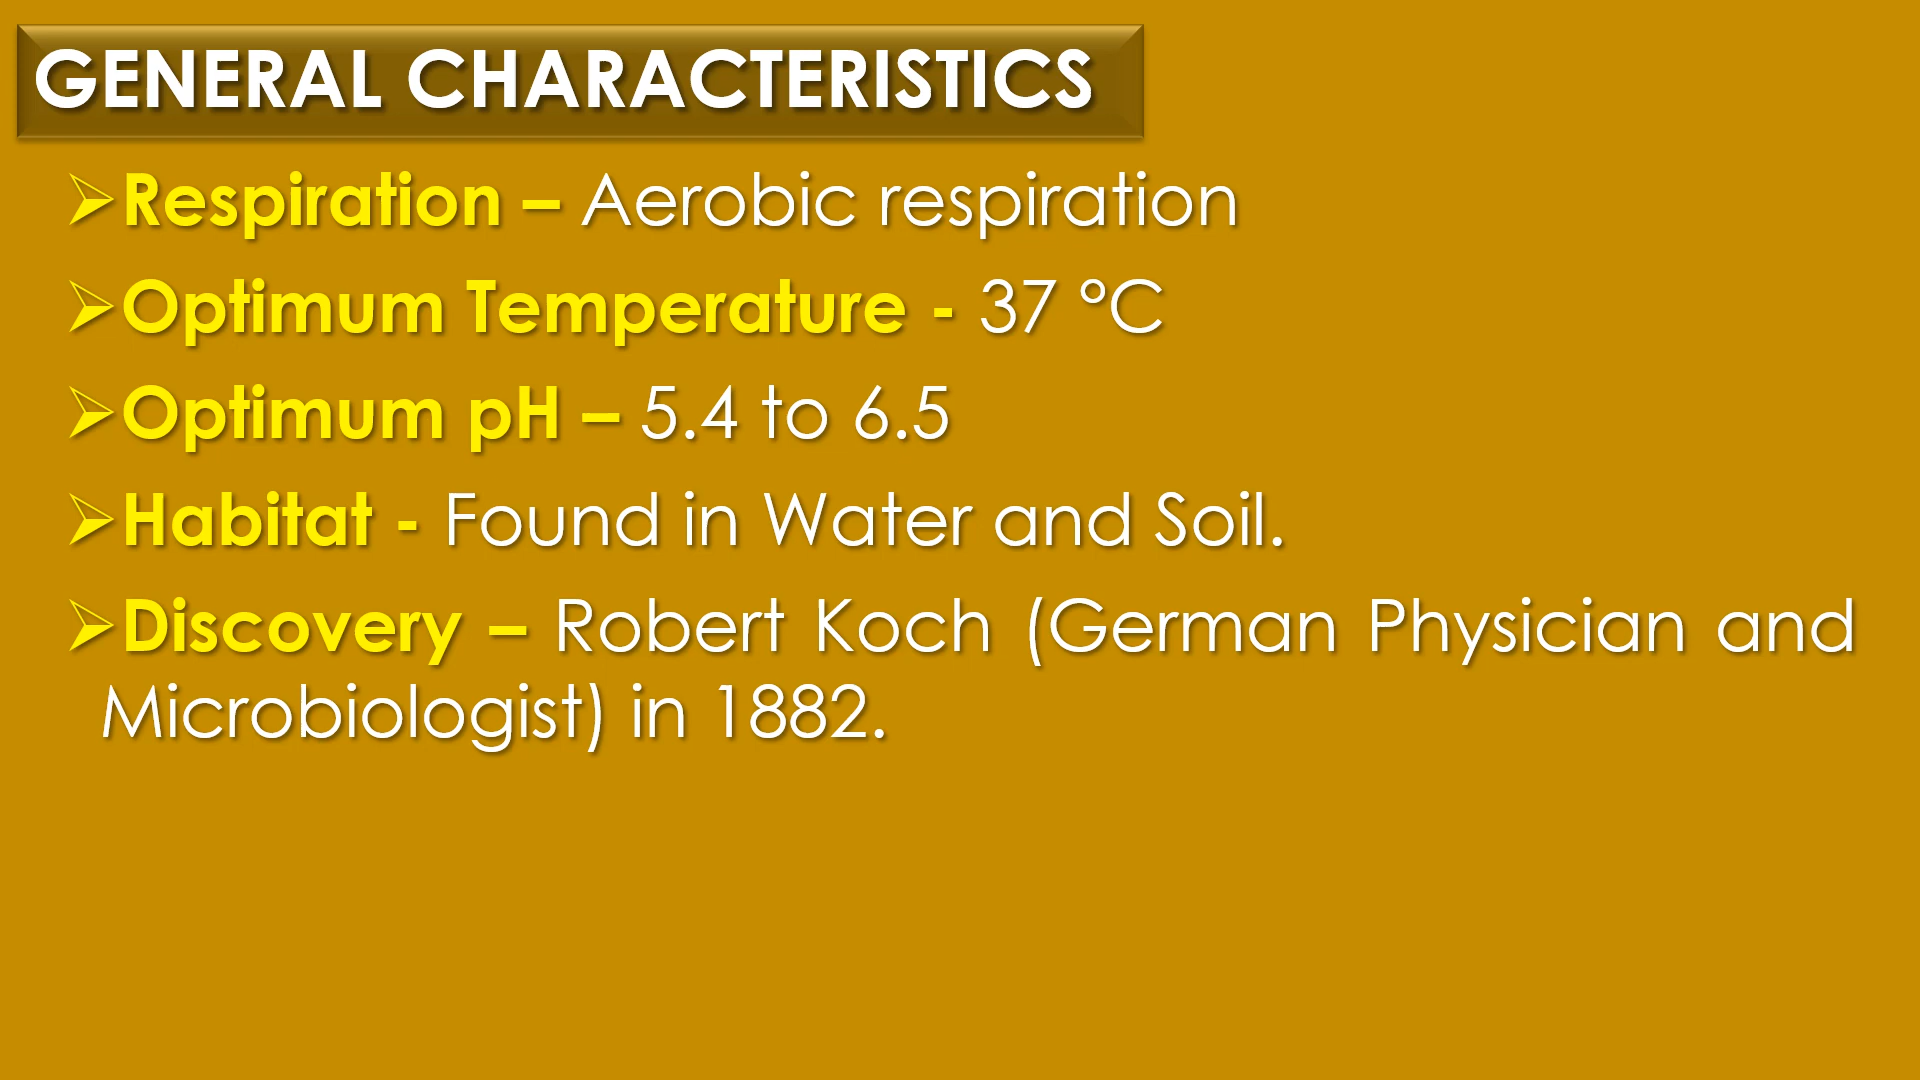 GENERAL CHARACTERISTICS
➢Respiration – Aerobic respiration
➢Optimum Temperature - 37 °C
➢Optimum pH – 5.4 to 6.5
➢Habitat - Found in Water and Soil.
➢Discovery – Robert Koch (German Physician and
Microbiologist) in 1882.